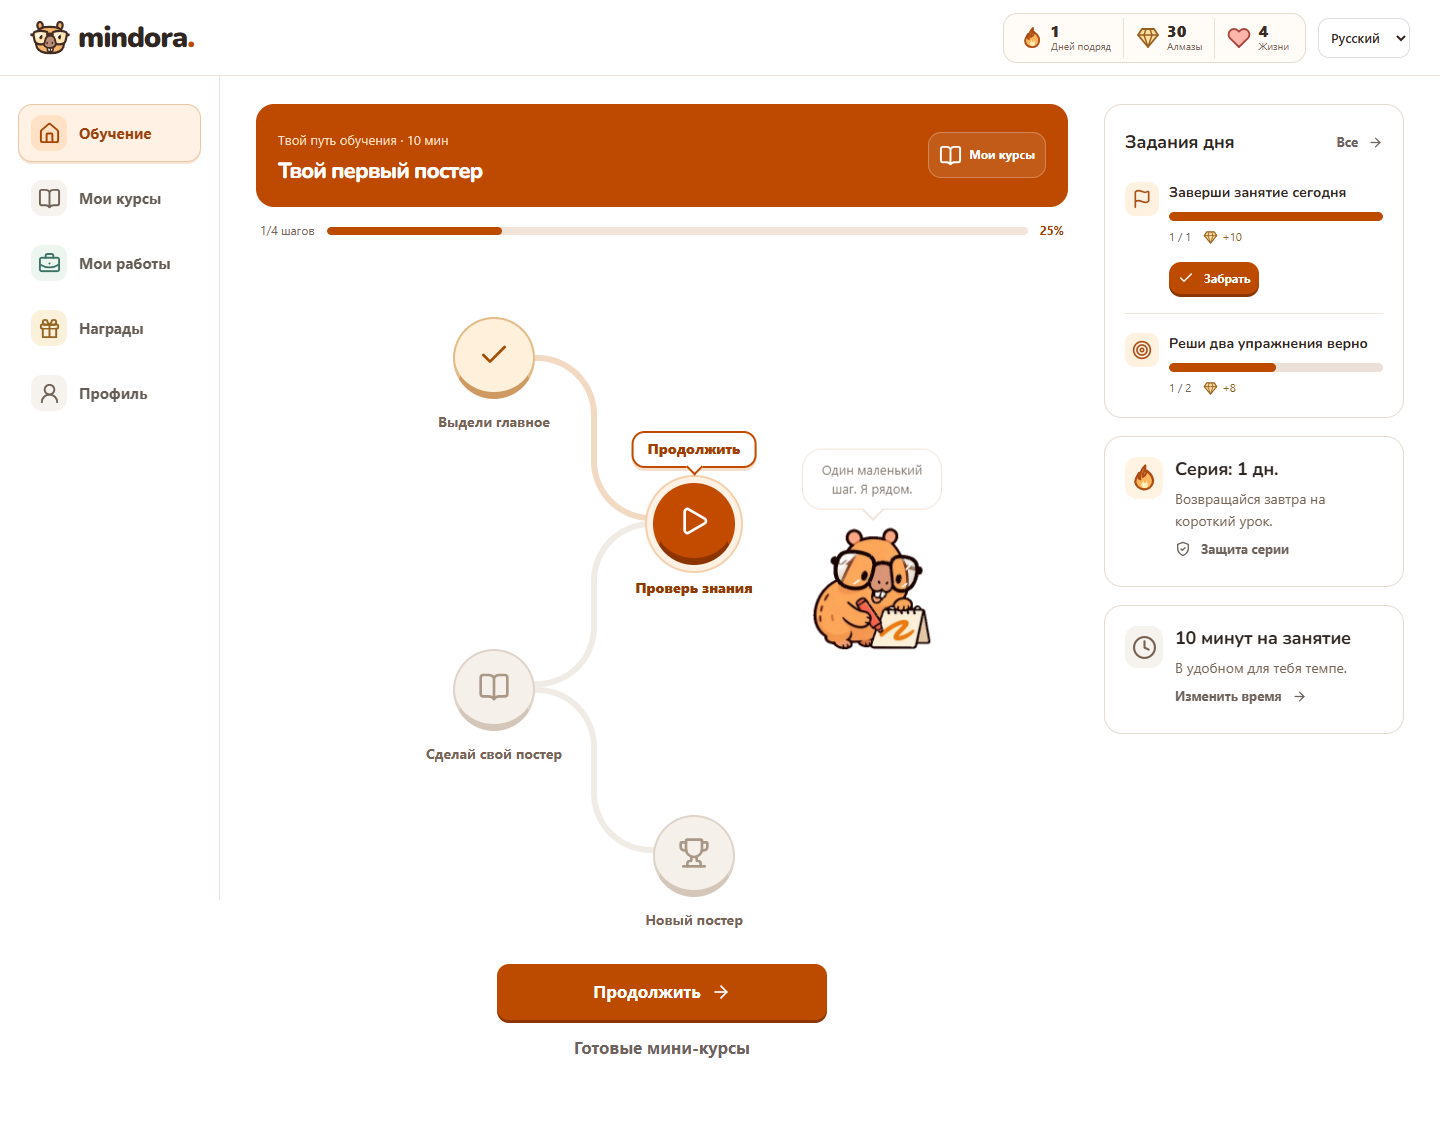 mindora.
1
Дней подряд
30
Алмазы
4
Жизни
Русский
Обучение
Мои курсы
Мои работы
Награды
Профиль
Твой путь обучения · 10 мин
Твой первый постер
Мои курсы
1/4 шагов
25%
Выдели главное
Продолжить
Проверь знания
Один маленький
шаг. Я рядом.
Сделай свой постер
Новый постер
Продолжить
Готовые мини-курсы
Задания дня
Все
Заверши занятие сегодня
1 / 1
+10
Забрать
Реши два упражнения верно
1 / 2
+8
Серия: 1 дн.
Возвращайся завтра на
короткий урок.
Защита серии
10 минут на занятие
В удобном для тебя темпе.
Изменить время